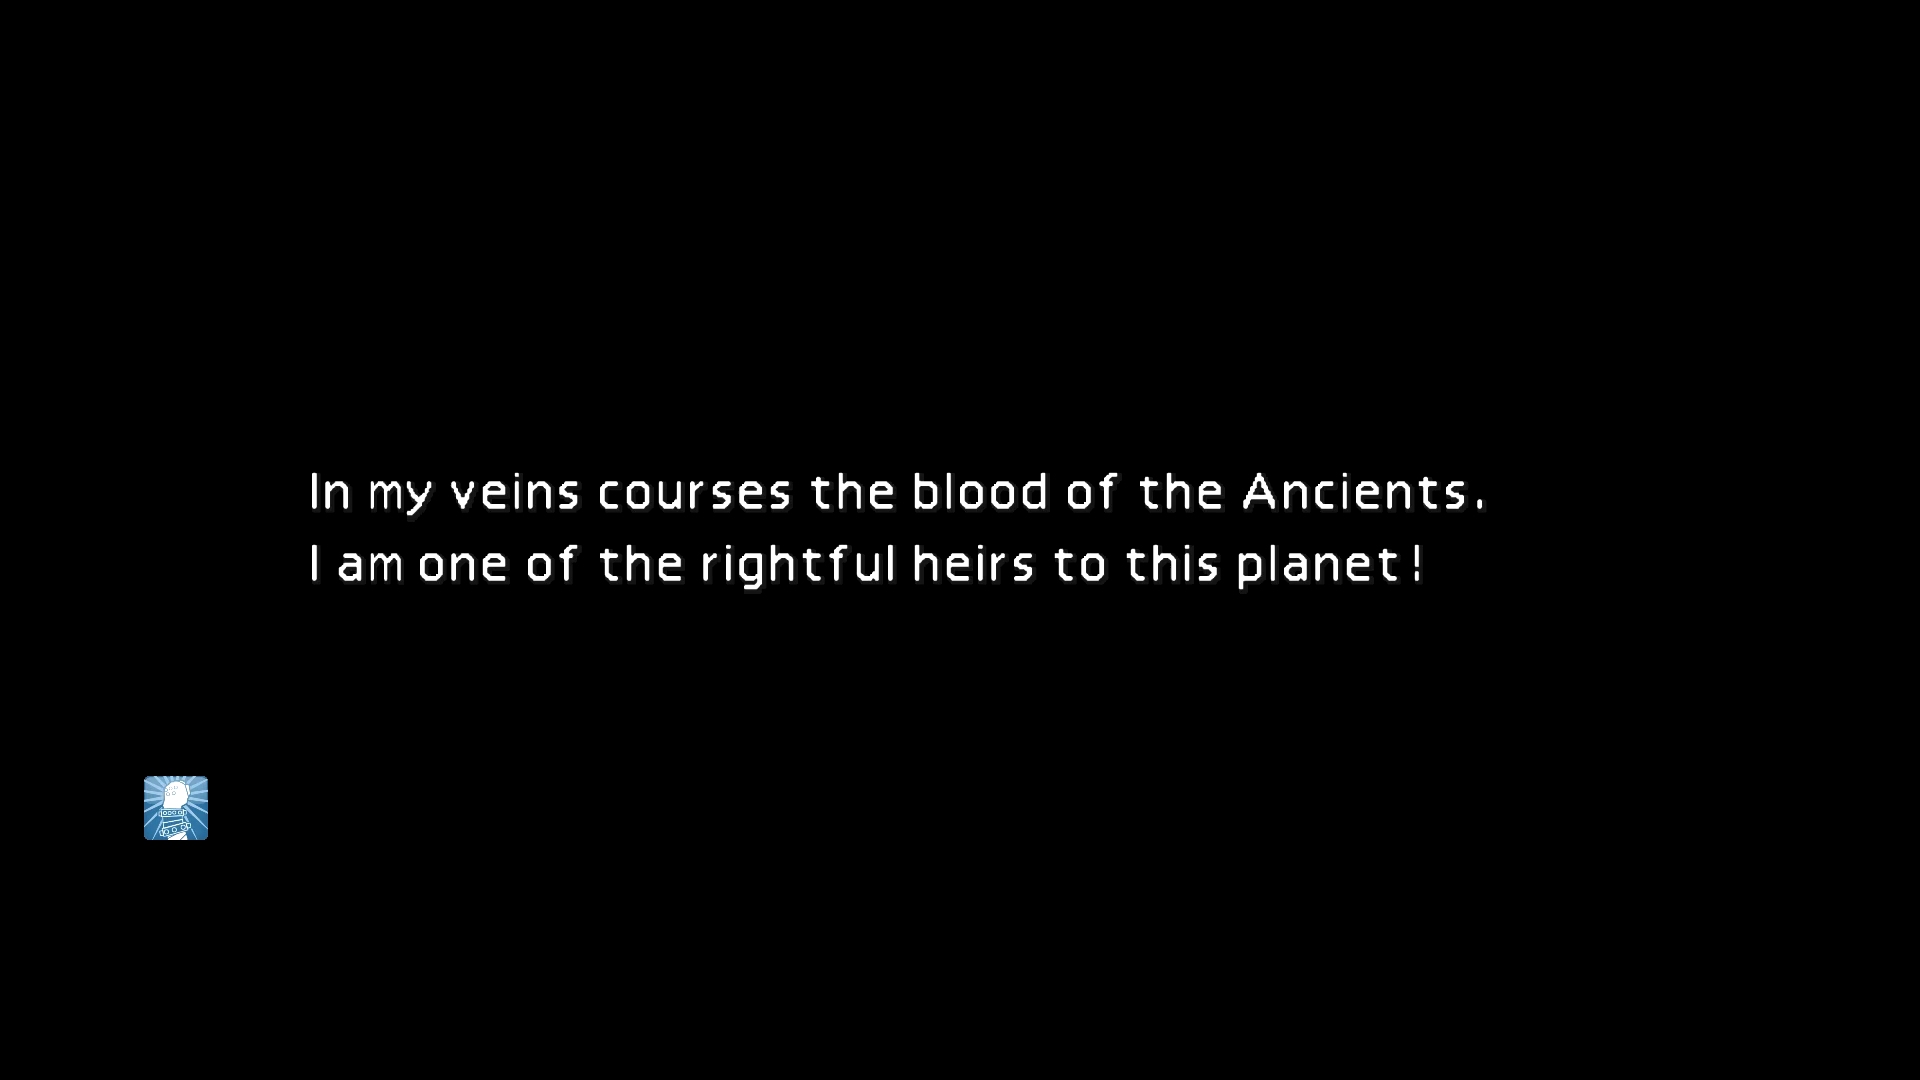 In my veins courses the blood of the Ancients.
I am one of the rightful heirs to this planet!